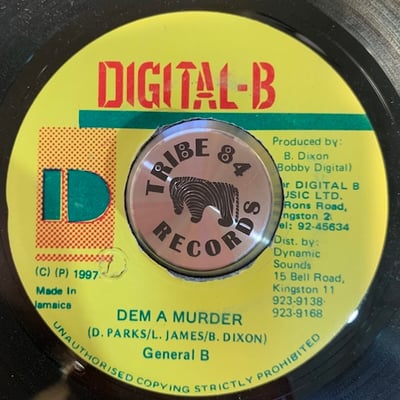 DIGITAL-B
TRIBE 84
RECORDS
Produced by:
B. Dixon
(Bobby Digital)
for DIGITAL B
MUSIC LTD.
Rons Road,
Kingston 2
Tel: 92-45634
Dist. by:
Dynamic
Sounds
15 Bell Road,
Kingston 11
923-9138-
923-9168
D
(C) (P) 1997
Made In
Jamaica
DEM A MURDER
(D. PARKS/L. JAMES/B. DIXON)
General B
UNAUTHORISED COPYING STRICTLY PROHIBITED